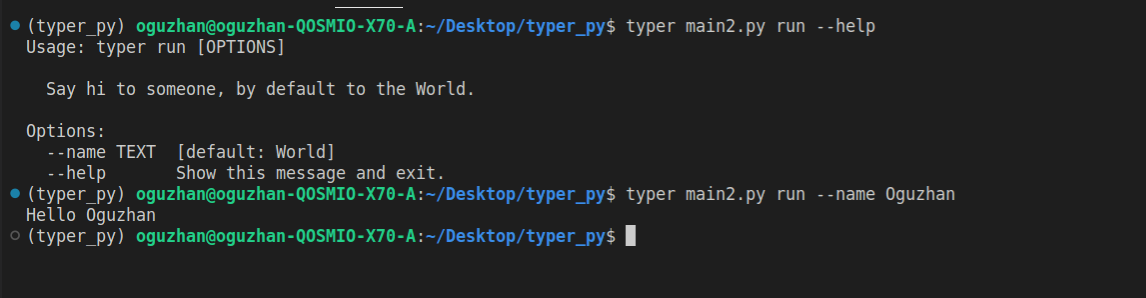 (typer_py) oguzhan@oguzhan-QOSMIO-X70-A:~/Desktop/typer_py$ typer main2.py run --help
Usage: typer run [OPTIONS]
Say hi to someone, by default to the World.
Options:
--name TEXT [default: World]
--help Show this message and exit.
(typer_py) oguzhan@oguzhan-QOSMIO-X70-A:~/Desktop/typer_py$ typer main2.py run --name Oguzhan
Hello Oguzhan
(typer_py) oguzhan@oguzhan-QOSMIO-X70-A:~/Desktop/typer_py$